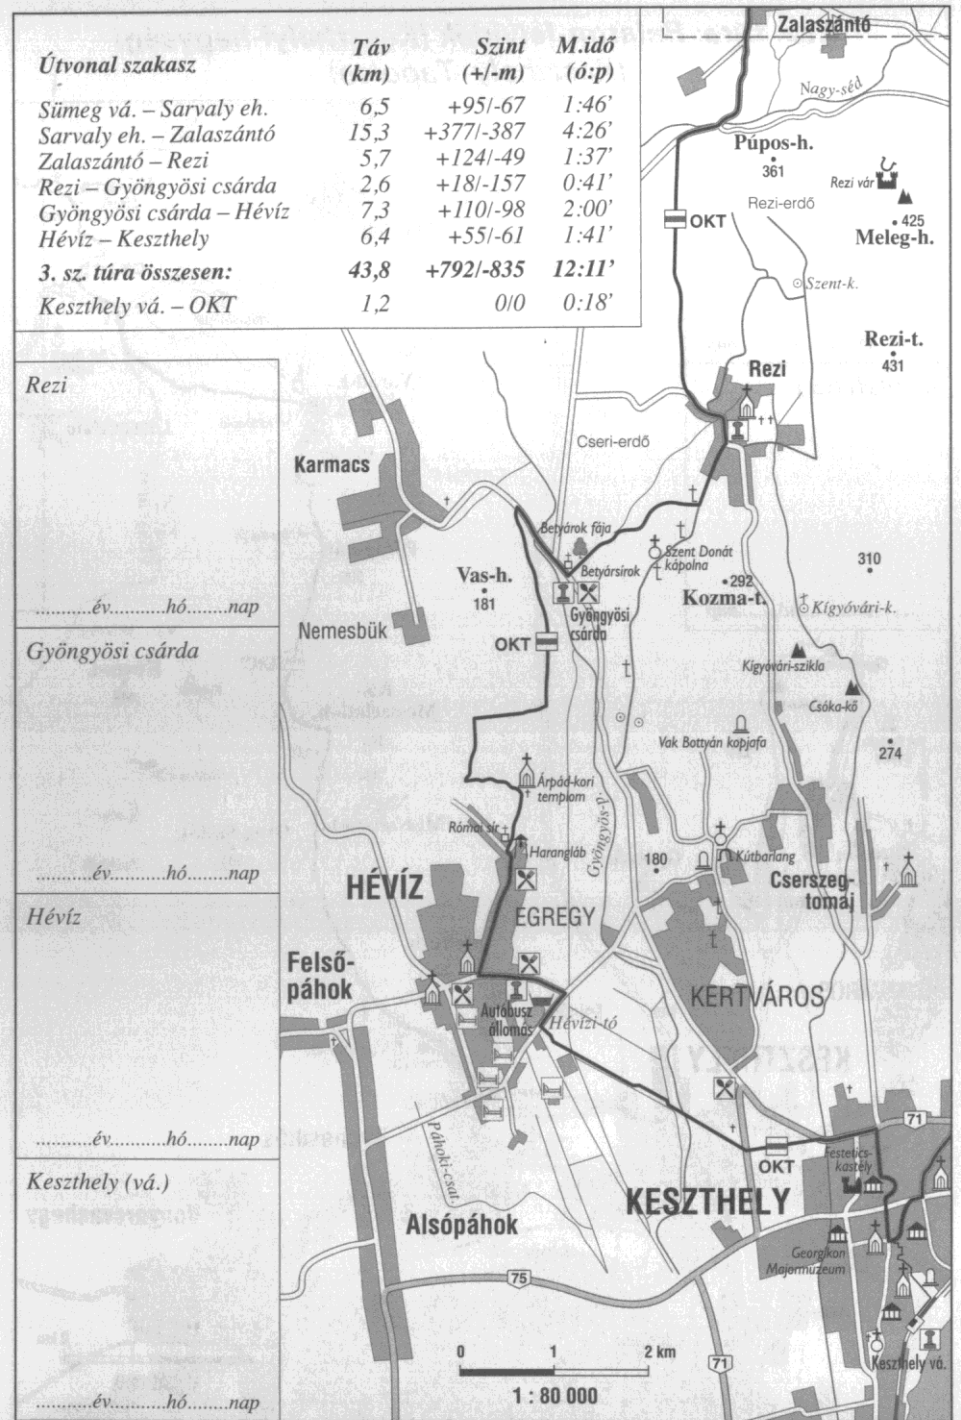 Útvonal szakasz Táv (km) Szint (+/-m) M.idő (ó:p)
Sümeg vá. – Sarvaly eh. 6,5 +95/-67 1:46'
Sarvaly eh. – Zalaszántó 15,3 +377/-387 4:26'
Zalaszántó – Rezi 5,7 +124/-49 1:37'
Rezi – Gyöngyösi csárda 2,6 +18/-157 0:41'
Gyöngyösi csárda – Hévíz 7,3 +110/-98 2:00'
Hévíz – Keszthely 6,4 +55/-61 1:41'
3. sz. túra összesen: 43,8 +792/-835 12:11'
Keszthely vá. – OKT 1,2 0/0 0:18'
Rezi
..........év..........hó.......nap
Gyöngyösi csárda
..........év..........hó.......nap
Hévíz
..........év..........hó.......nap
Keszthely (vá.)
..........év..........hó.......nap
Zalaszántó
Nagy-séd
Púpos-h.
361
Rezi vár
Rezi-erdő
OKT
425
Meleg-h.
Szent-k.
Rezi-t.
431
Rezi
Cseri-erdő
Karmacs
Betyárok fája
Szent Donát
kápolna
Betyársírok
310
Vas-h.
181
292
Kozma-t.
Kígyóvári-k.
Gyöngyösi
csárda
Nemesbük
OKT
Kígyóvári-szikla
Csóka-kő
Vak Bottyán kopjafa
274
Árpád-kori
templom
Gyöngyös-p.
Római sír
Harangláb
180
Kútbarlang
HÉVÍZ
Cserszeg-
tomaj
EGREGY
Felső-
páhok
KERTVÁROS
Autóbusz
állomás
Hévízi-tó
71
Páhoki-csat.
OKT
Festetics-
kastély
KESZTHELY
Alsópáhok
Georgikon
Majormúzeum
75
71
Keszthely vá.
0 1 2 km
1 : 80 000